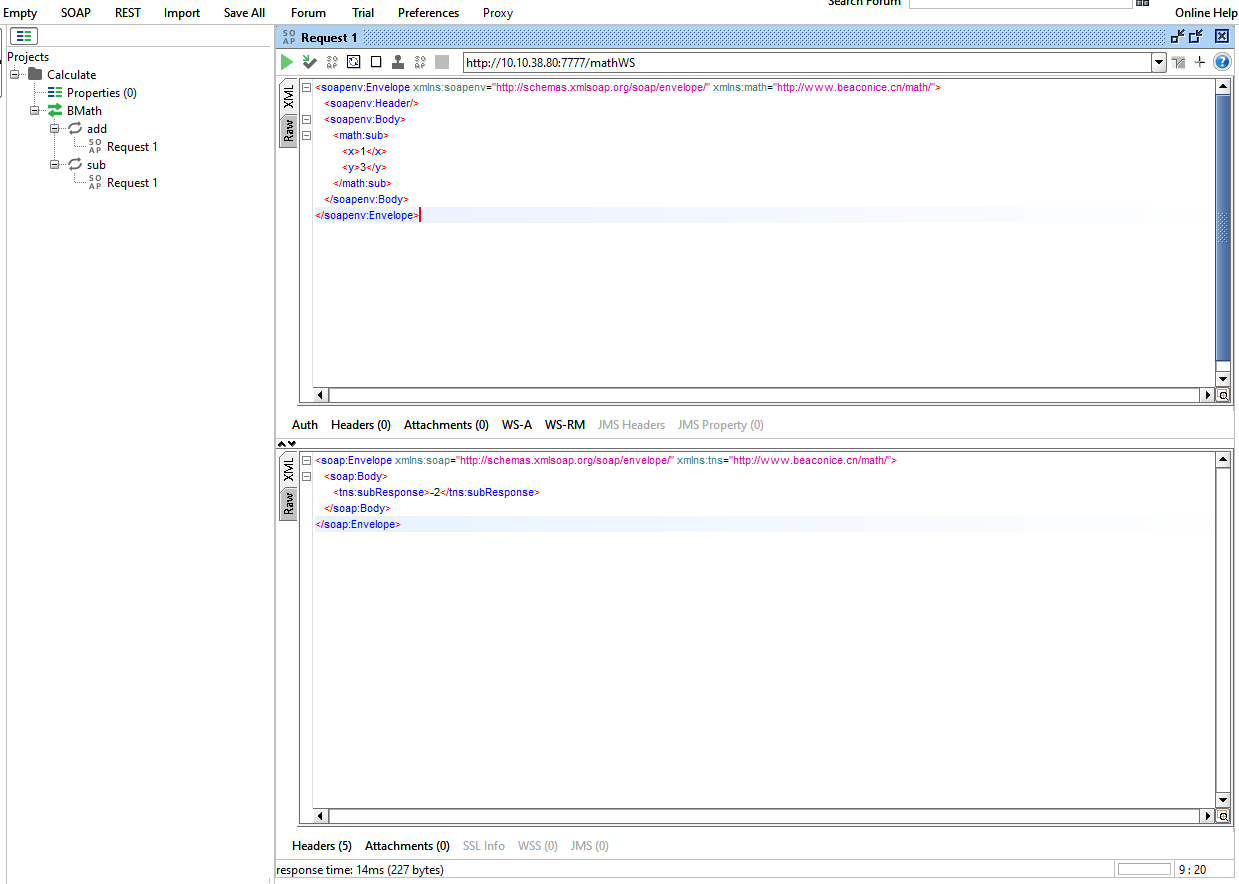 Empty SOAP REST Import Save All Forum Trial Preferences Proxy Search Forum Online Help
Projects
Calculate
Properties (0)
BMath
add
SOAP Request 1
sub
SOAP Request 1
SOAP Request 1
http://10.10.38.80:7777/mathWS
XML
Raw
<soapenv:Envelope xmlns:soapenv="http://schemas.xmlsoap.org/soap/envelope/" xmlns:math="http://www.beaconice.cn/math/">
<soapenv:Header/>
<soapenv:Body>
<math:sub>
<x>1</x>
<y>3</y>
</math:sub>
</soapenv:Body>
</soapenv:Envelope>
Auth Headers (0) Attachments (0) WS-A WS-RM JMS Headers JMS Property (0)
XML
Raw
<soap:Envelope xmlns:soap="http://schemas.xmlsoap.org/soap/envelope/" xmlns:tns="http://www.beaconice.cn/math/">
<soap:Body>
<tns:subResponse>-2</tns:subResponse>
</soap:Body>
</soap:Envelope>
Headers (5) Attachments (0) SSL Info WSS (0) JMS (0)
response time: 14ms (227 bytes) 9 : 20